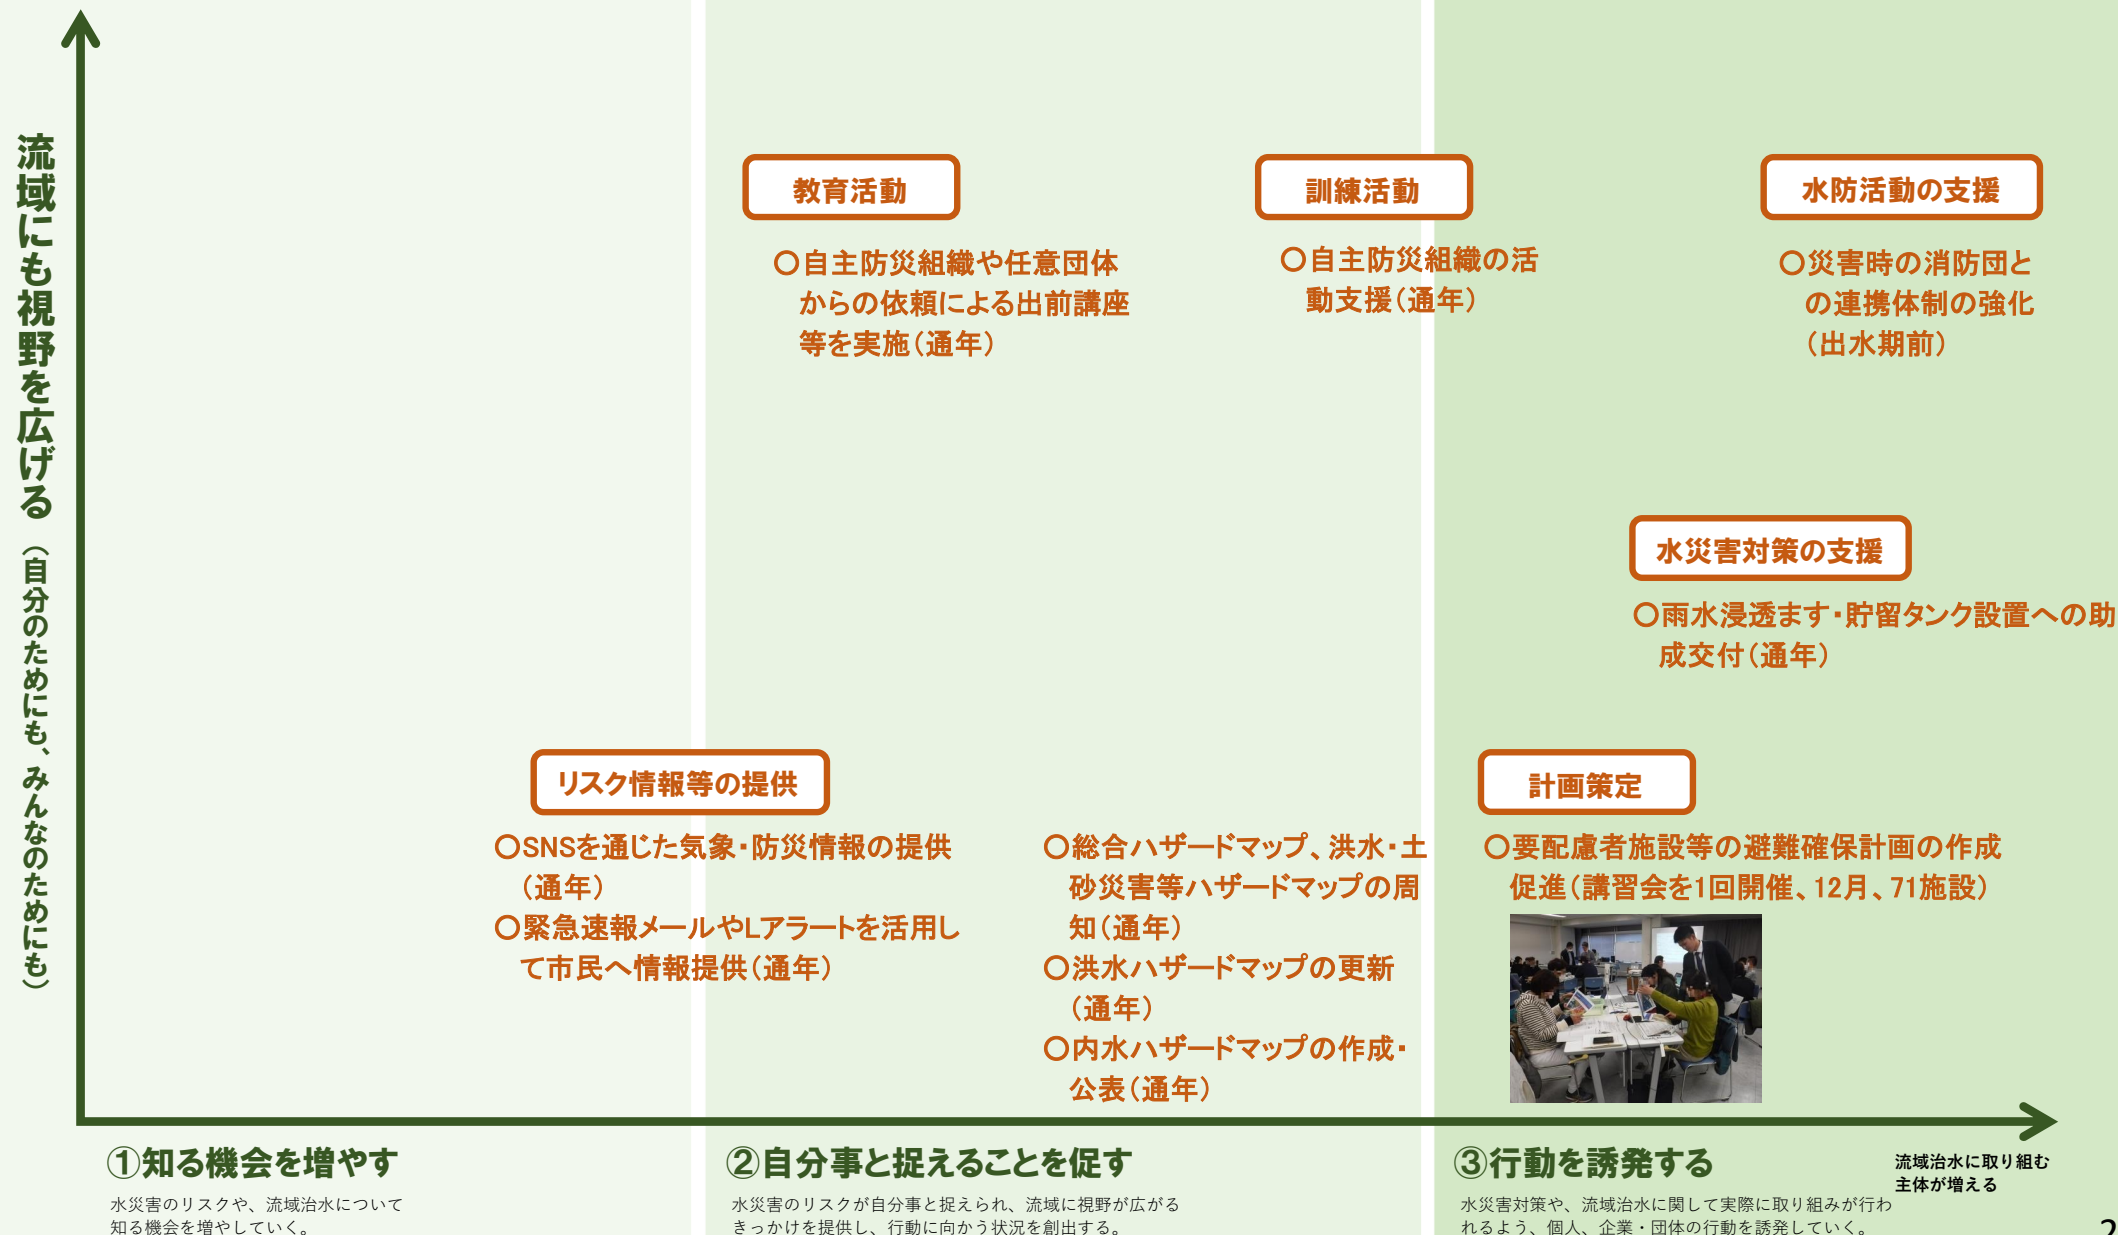 流域にも視野を広げる
（自分のためにも、みんなのためにも）
教育活動
〇自主防災組織や任意団体
からの依頼による出前講座
等を実施（通年）
訓練活動
〇自主防災組織の活
動支援（通年）
水防活動の支援
〇災害時の消防団と
の連携体制の強化
（出水期前）
水災害対策の支援
〇雨水浸透ます・貯留タンク設置への助
成交付（通年）
リスク情報等の提供
〇SNSを通じた気象・防災情報の提供
（通年）
〇緊急速報メールやLアラートを活用し
て市民へ情報提供（通年）
〇総合ハザードマップ、洪水・土
砂災害等ハザードマップの周
知（通年）
〇洪水ハザードマップの更新
（通年）
〇内水ハザードマップの作成・
公表（通年）
計画策定
〇要配慮者施設等の避難確保計画の作成
促進（講習会を1回開催、12月、71施設）
①知る機会を増やす
水災害のリスクや、流域治水について
知る機会を増やしていく。
②自分事と捉えることを促す
水災害のリスクが自分事と捉えられ、流域に視野が広がる
きっかけを提供し、行動に向かう状況を創出する。
③行動を誘発する
水災害対策や、流域治水に関して実際に取り組みが行わ
れるよう、個人、企業・団体の行動を誘発していく。
流域治水に取り組む
主体が増える
2